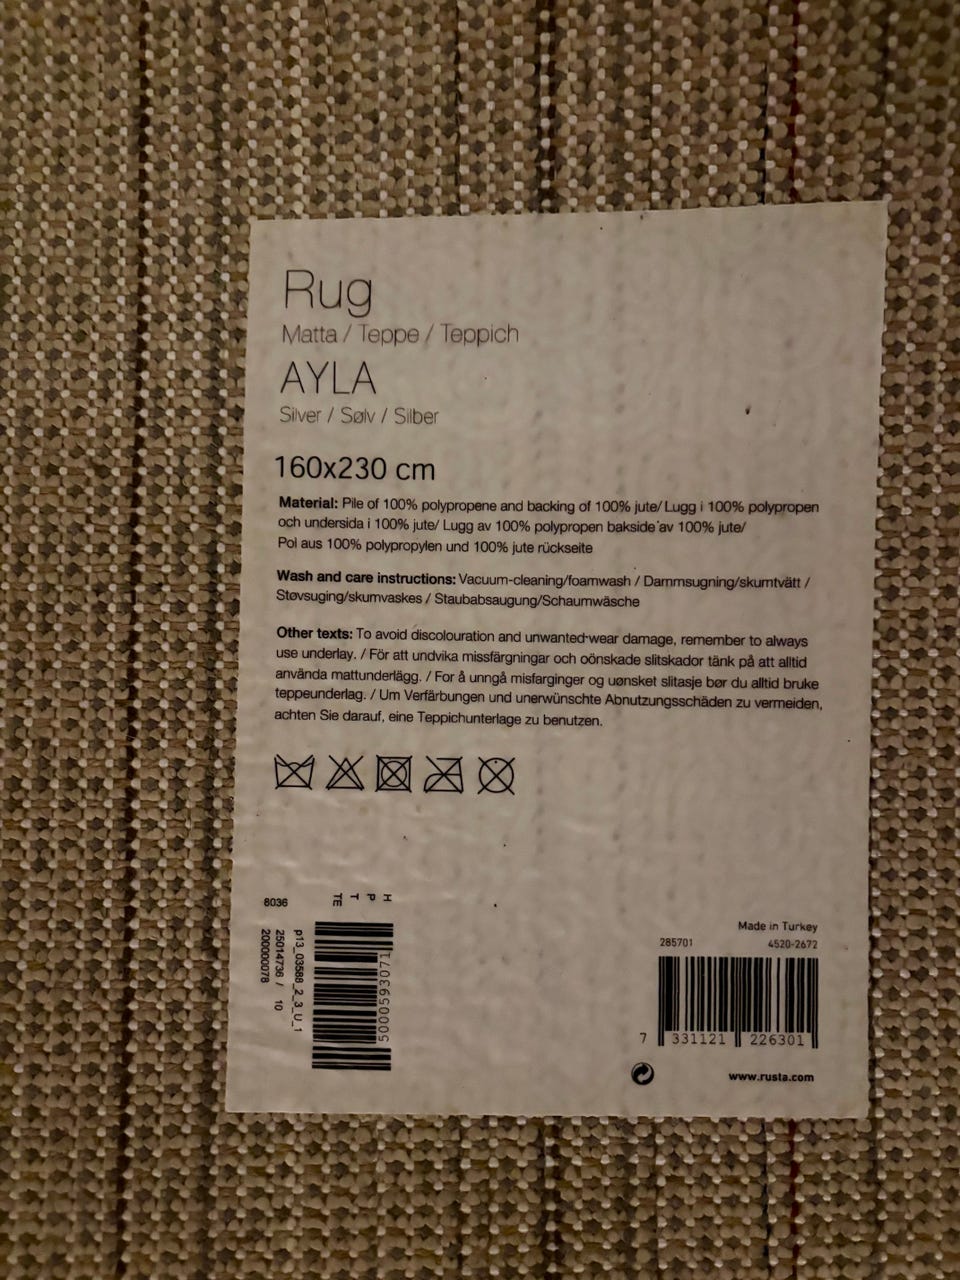 Rug
Matta / Teppe / Teppich
AYLA
Silver / Sølv / Silber
160x230 cm
Material: Pile of 100% polypropene and backing of 100% jute/ Lugg i 100% polypropen
och undersida i 100% jute/ Lugg av 100% polypropen bakside av 100% jute/
Pol aus 100% polypropylen und 100% jute rückseite
Wash and care instructions: Vacuum-cleaning/foamwash / Dammsugning/skumtvätt /
Støvsuging/skumvaskes / Staubabsaugung/Schaumwäsche
Other texts: To avoid discolouration and unwanted wear damage, remember to always
use underlay. / För att undvika missfärgningar och oönskade slitskador tänk på att alltid
använda mattunderlägg. / For å unngå misfarginger og uønsket slitasje bør du alltid bruke
teppeunderlag. / Um Verfärbungen und unerwünschte Abnutzungsschäden zu vermeiden,
achten Sie darauf, eine Teppichunterlage zu benutzen.
8036
H P T TE
5000593071
p13_03588_2_3_U_1
25014736 / 10
200000078
Made in Turkey
285701 4520-2672
7 331121 226301
www.rusta.com